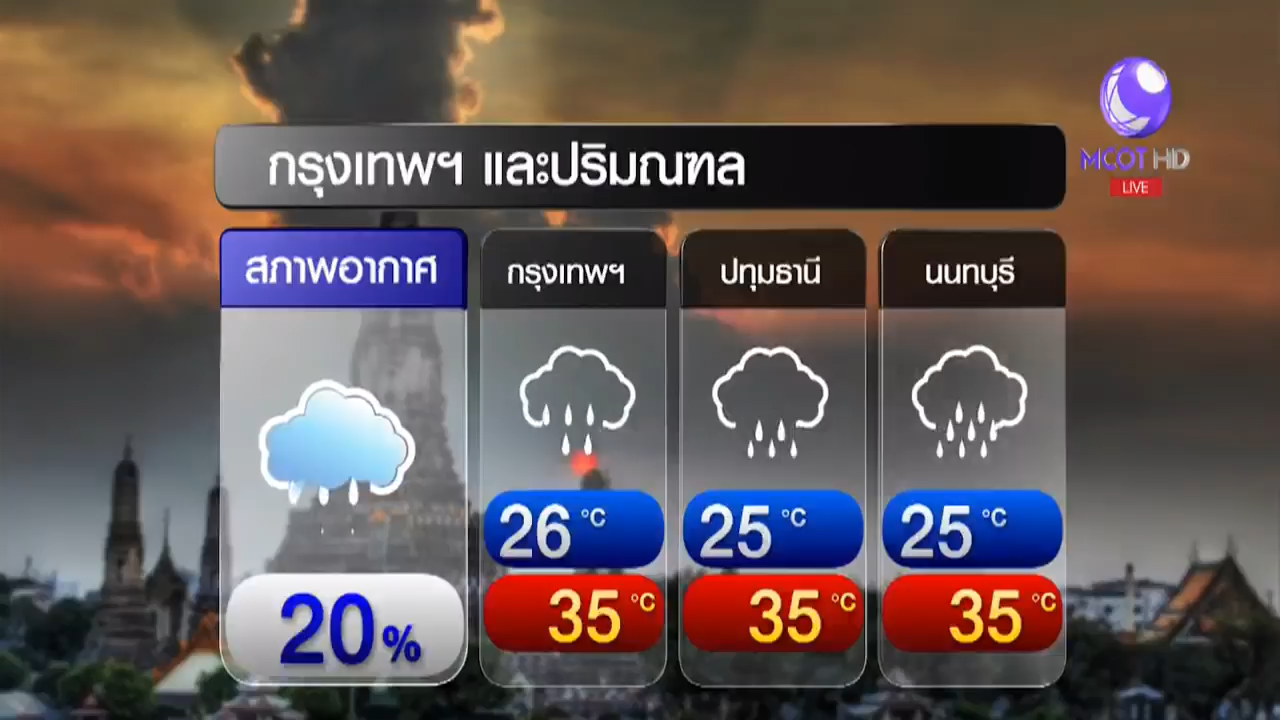 MCOT HD
LIVE
กรุงเทพฯ และปริมณฑล
สภาพอากาศ
20%
กรุงเทพฯ
26 °C
35 °C
ปทุมธานี
25 °C
35 °C
นนทบุรี
25 °C
35 °C